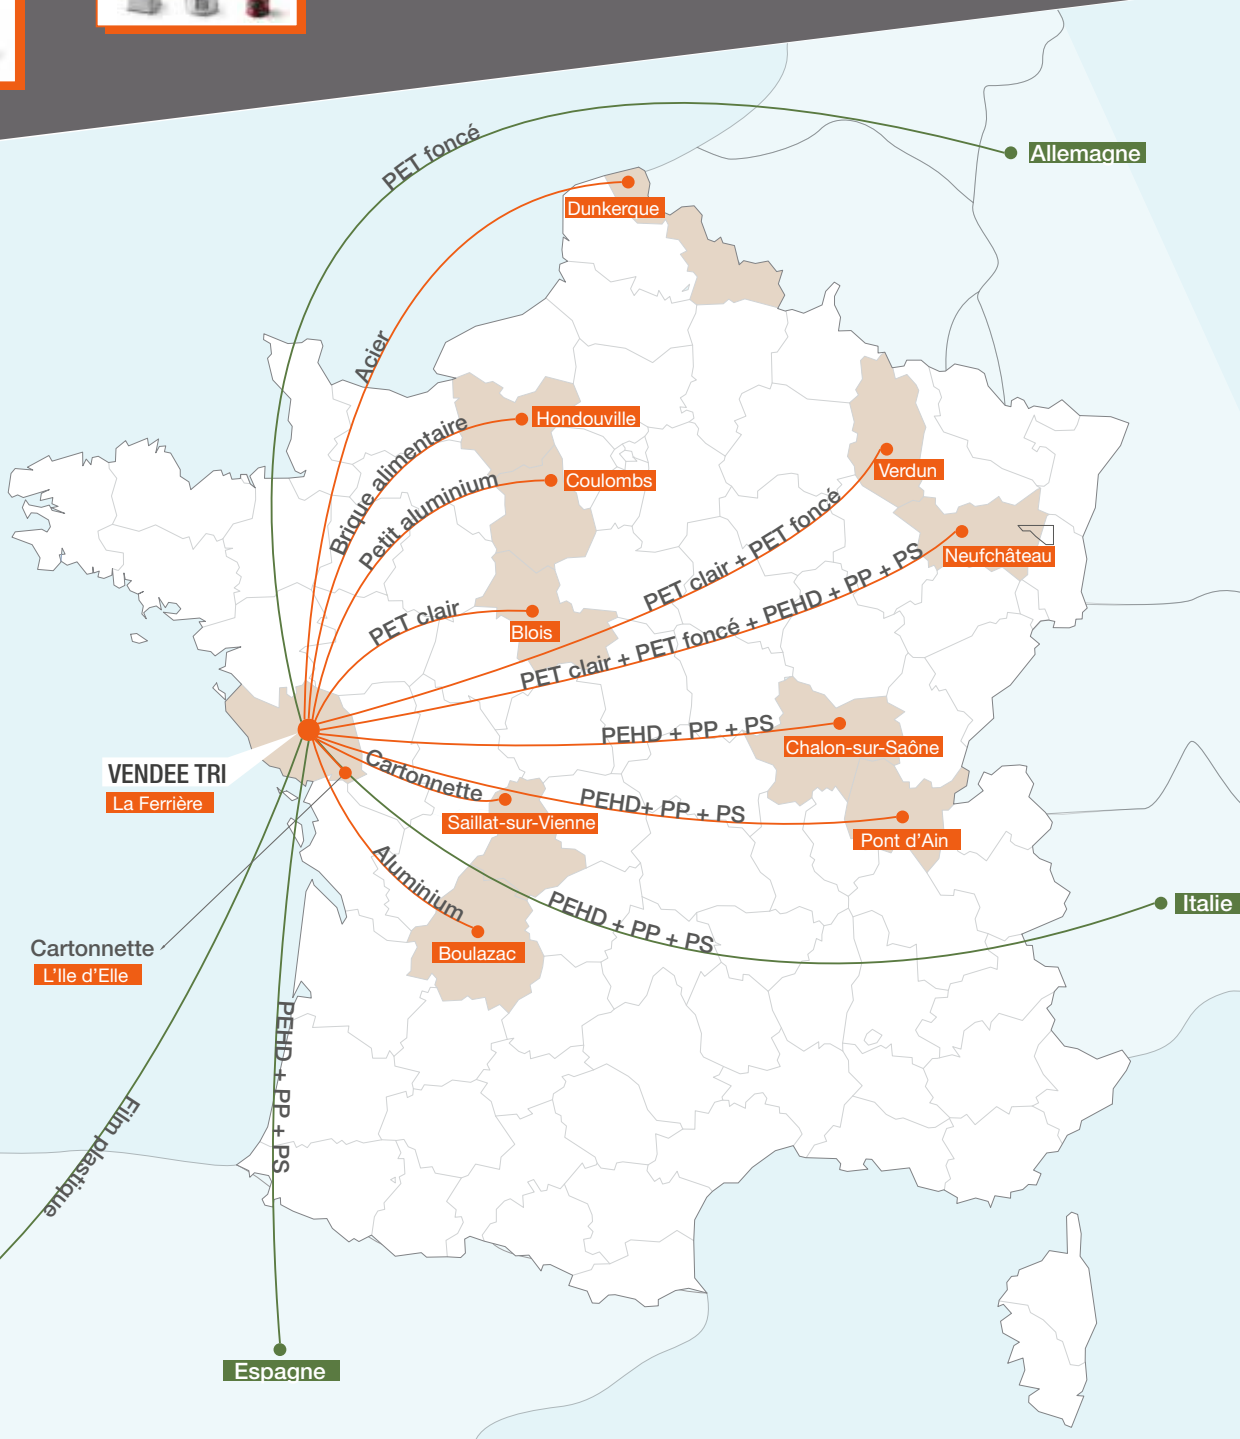 PET foncé
Allemagne
Dunkerque
Acier
Hondouville
Brique alimentaire
Coulombs
Petit aluminium
Verdun
PET clair + PET foncé
Neufchâteau
PET clair + PET foncé + PEHD + PP + PS
PET clair
Blois
PEHD + PP + PS
Chalon-sur-Saône
VENDEE TRI
La Ferrière
Cartonnette
Saillat-sur-Vienne
PEHD+ PP + PS
Pont d'Ain
Aluminium
Boulazac
PEHD + PP + PS
Italie
Cartonnette
L'Ile d'Elle
PEHD + PP + PS
Film plastique
Espagne